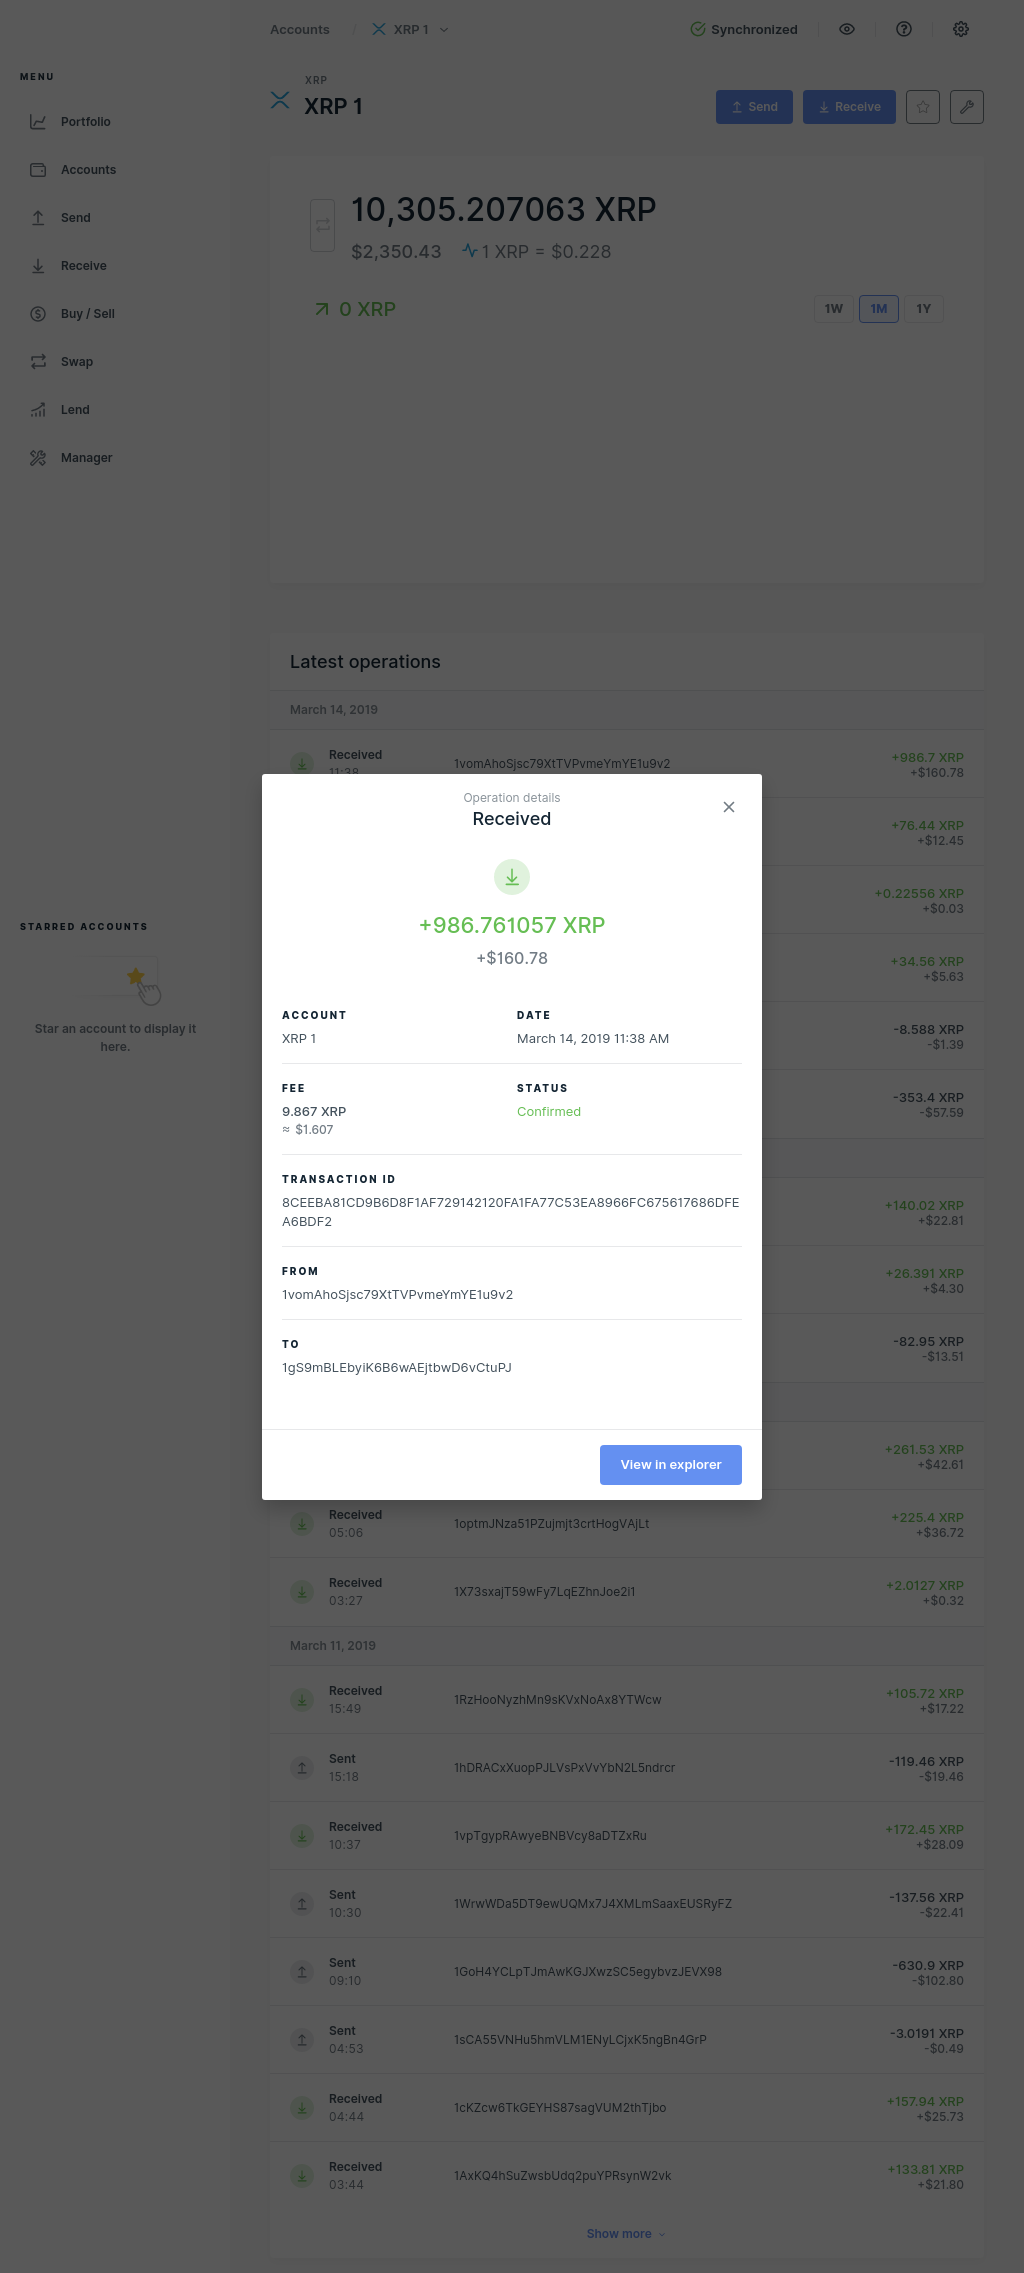 Accounts / XRP 1
Synchronized
MENU
Portfolio
Accounts
Send
Receive
Buy / Sell
Swap
Lend
Manager
STARRED ACCOUNTS
Star an account to display it
here.
XRP
XRP 1
Send
Receive
10,305.207063 XRP
$2,350.43
1 XRP = $0.228
0 XRP
1W
1M
1Y
Latest operations
March 14, 2019
Received
11:38
1vomAhoSjsc79XtTVPvmeYmYE1u9v2
+986.7 XRP
+$160.78
+76.44 XRP
+$12.45
+0.22556 XRP
+$0.03
+34.56 XRP
+$5.63
-8.588 XRP
-$1.39
-353.4 XRP
-$57.59
+140.02 XRP
+$22.81
+26.391 XRP
+$4.30
-82.95 XRP
-$13.51
+261.53 XRP
+$42.61
Operation details
Received
+986.761057 XRP
+$160.78
ACCOUNT
XRP 1
DATE
March 14, 2019 11:38 AM
FEE
9.867 XRP
≈ $1.607
STATUS
Confirmed
TRANSACTION ID
8CEEBA81CD9B6D8F1AF729142120FA1FA77C53EA8966FC675617686DFE
A6BDF2
FROM
1vomAhoSjsc79XtTVPvmeYmYE1u9v2
TO
1gS9mBLEbyiK6B6wAEjtbwD6vCtuPJ
View in explorer
Received
05:06
1optmJNza51PZujmjt3crtHogVAjLt
+225.4 XRP
+$36.72
Received
03:27
1X73sxajT59wFy7LqEZhnJoe2i1
+2.0127 XRP
+$0.32
March 11, 2019
Received
15:49
1RzHooNyzhMn9sKVxNoAx8YTWcw
+105.72 XRP
+$17.22
Sent
15:18
1hDRACxXuopPJLVsPxVvYbN2L5ndrcr
-119.46 XRP
-$19.46
Received
10:37
1vpTgypRAwyeBNBVcy8aDTZxRu
+172.45 XRP
+$28.09
Sent
10:30
1WrwWDa5DT9ewUQMx7J4XMLmSaaxEUSRyFZ
-137.56 XRP
-$22.41
Sent
09:10
1GoH4YCLpTJmAwKGJXwzSC5egybvzJEVX98
-630.9 XRP
-$102.80
Sent
04:53
1sCA55VNHu5hmVLM1ENyLCjxK5ngBn4GrP
-3.0191 XRP
-$0.49
Received
04:44
1cKZcw6TkGEYHS87sagVUM2thTjbo
+157.94 XRP
+$25.73
Received
03:44
1AxKQ4hSuZwsbUdq2puYPRsynW2vk
+133.81 XRP
+$21.80
Show more